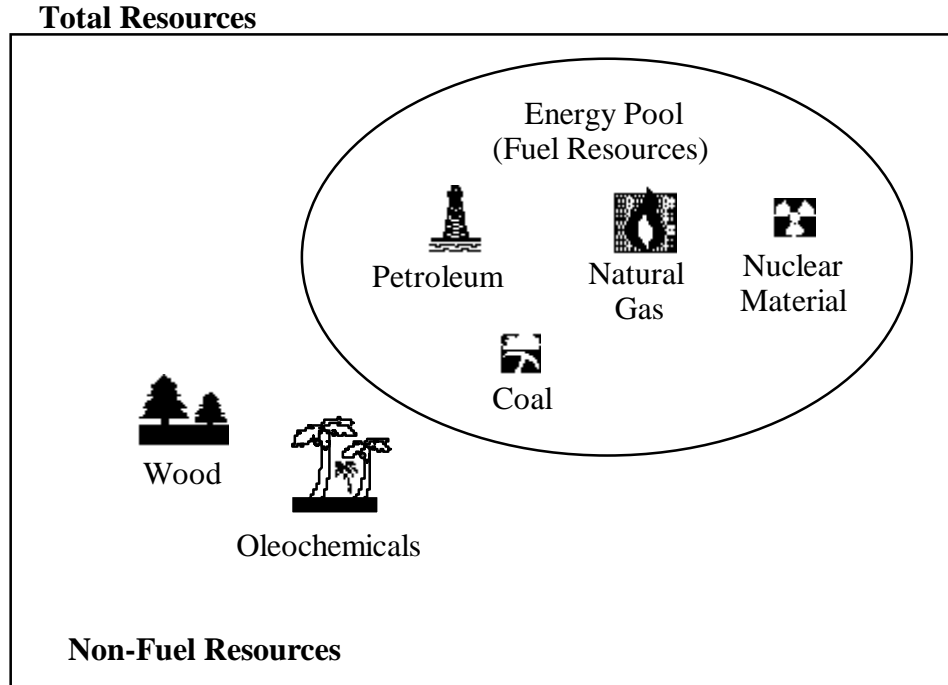 Total Resources
Energy Pool
(Fuel Resources)
Petroleum
Natural
Gas
Nuclear
Material
Coal
Wood
Oleochemicals
Non-Fuel Resources